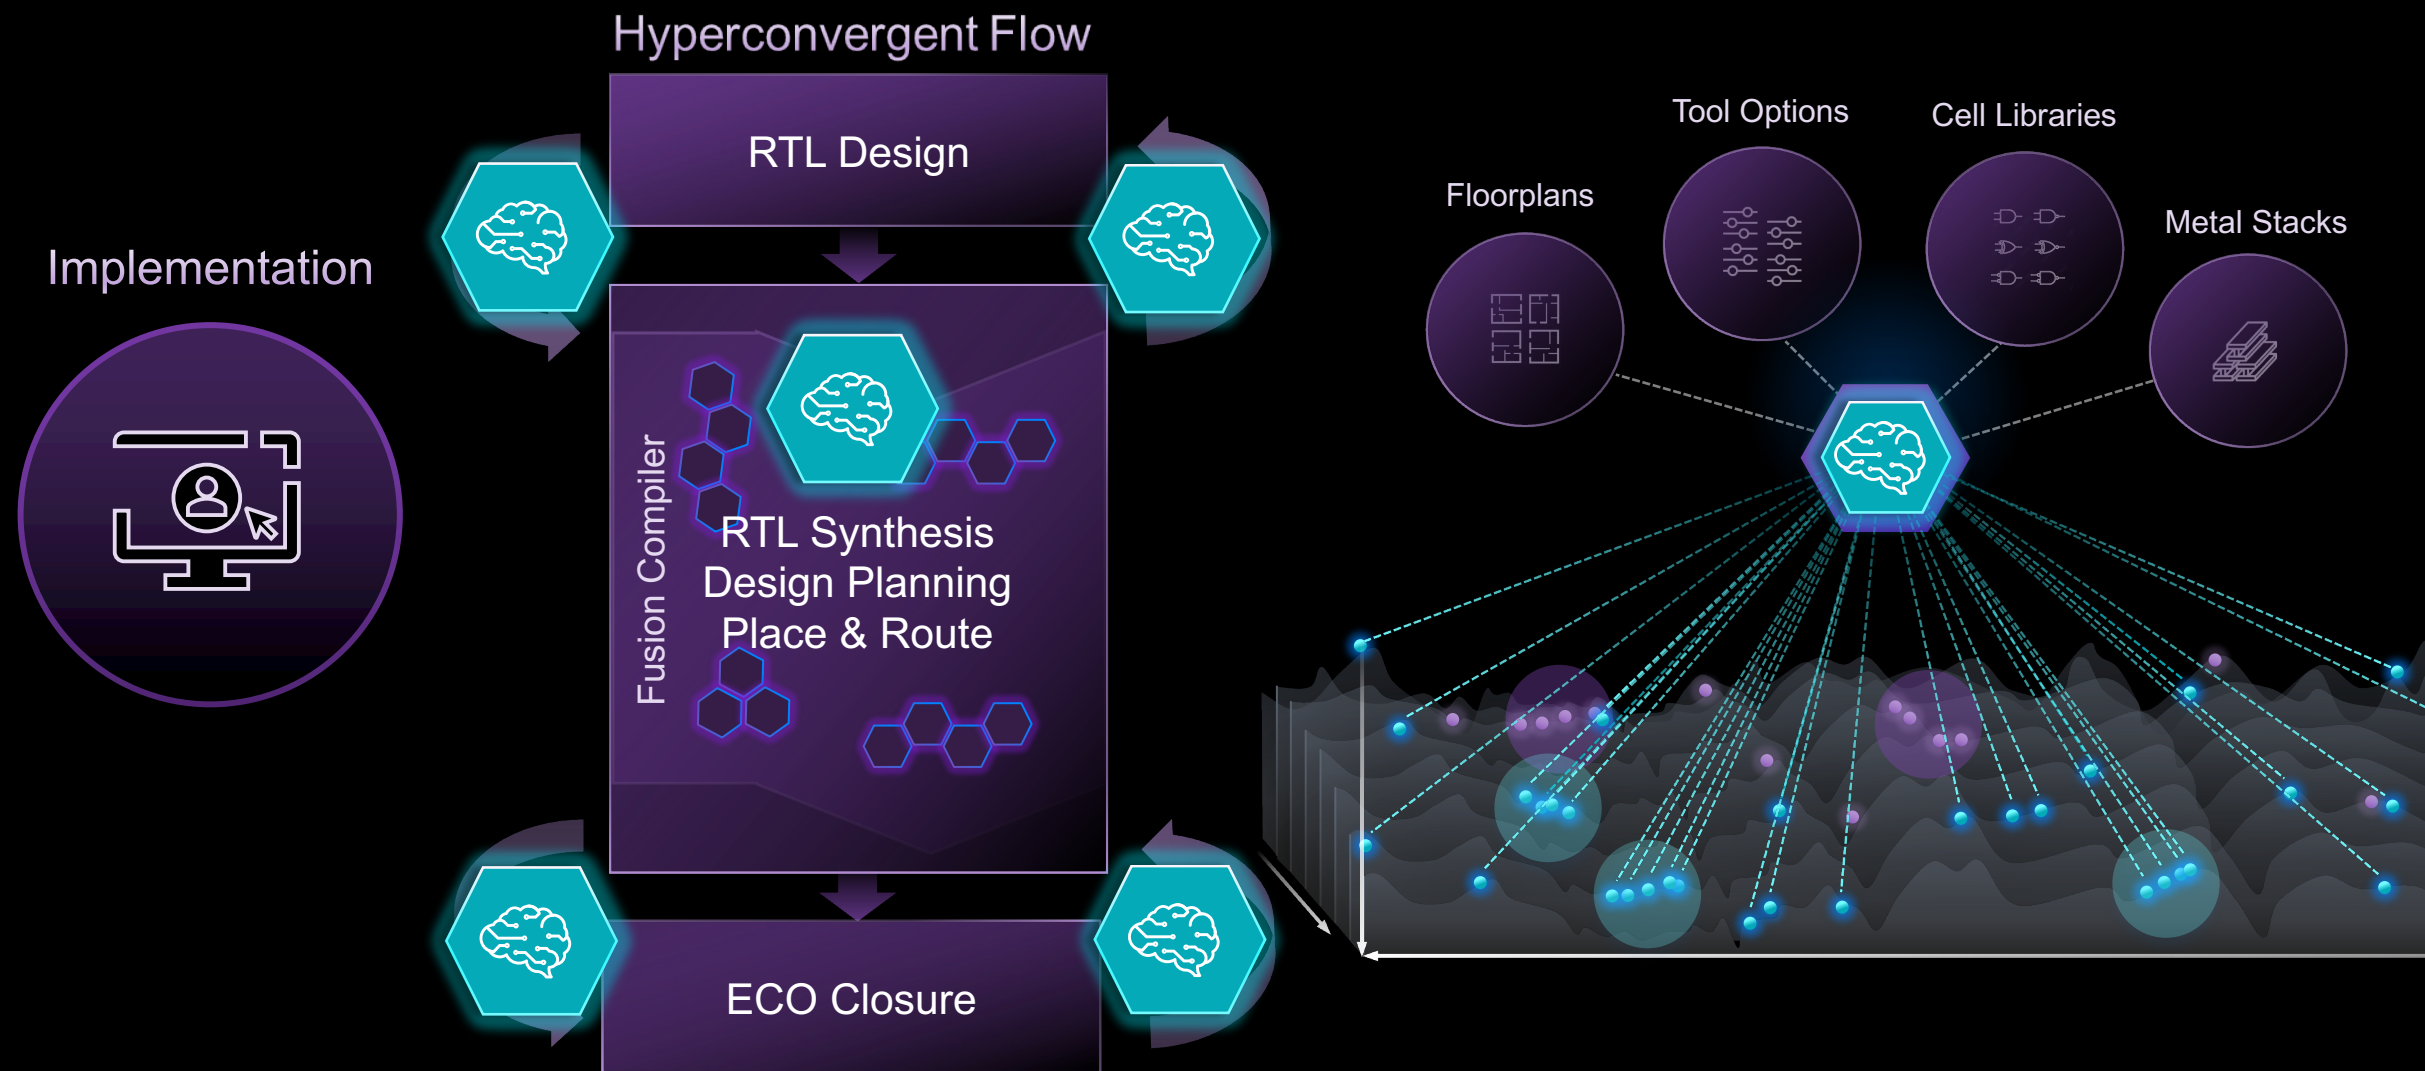 Hyperconvergent Flow
Implementation
RTL Design
Fusion Compiler
RTL Synthesis
Design Planning
Place & Route
ECO Closure
Floorplans
Tool Options
Cell Libraries
Metal Stacks